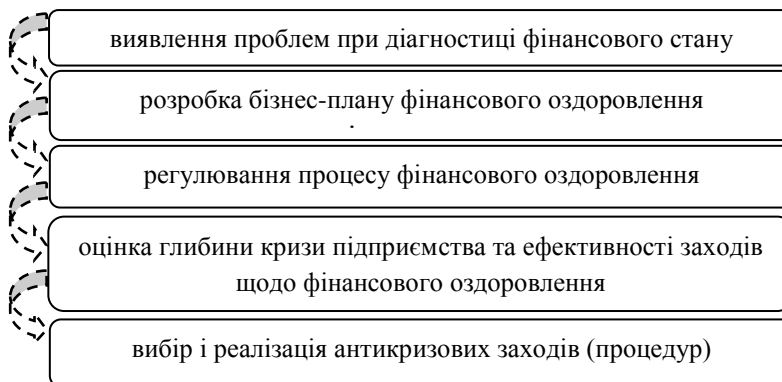 виявлення проблем при діагностиці фінансового стану
розробка бізнес-плану фінансового оздоровлення
регулювання процесу фінансового оздоровлення
оцінка глибини кризи підприємства та ефективності заходів
щодо фінансового оздоровлення
вибір і реалізація антикризових заходів (процедур)